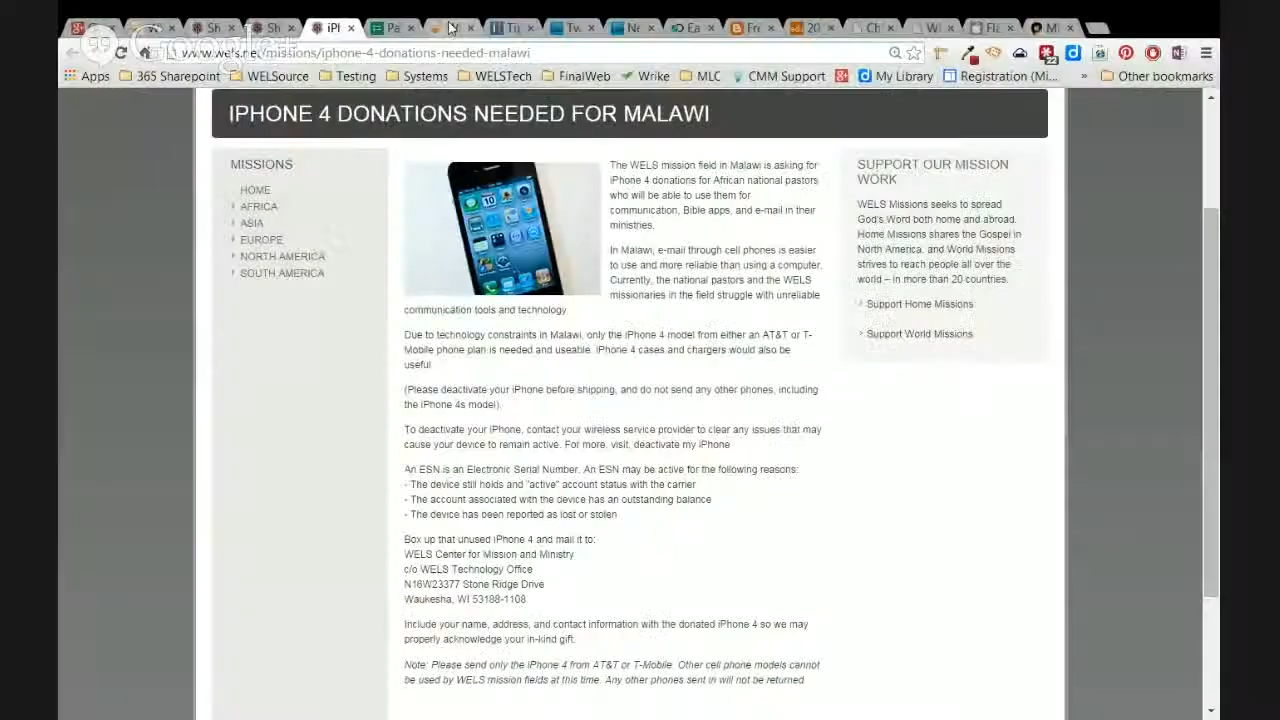 www.wels.net/missions/iphone-4-donations-needed-malawi
Apps 365 Sharepoint WELSource Testing Systems WELSTech FinalWeb Wrike MLC CMM Support My Library Registration (Mi... » Other bookmarks
IPHONE 4 DONATIONS NEEDED FOR MALAWI
MISSIONS
HOME
AFRICA
ASIA
EUROPE
NORTH AMERICA
SOUTH AMERICA
The WELS mission field in Malawi is asking for
iPhone 4 donations for African national pastors
who will be able to use them for
communication, Bible apps, and e-mail in their
ministries.
In Malawi, e-mail through cell phones is easier
to use and more reliable than using a computer.
Currently, the national pastors and the WELS
missionaries in the field struggle with unreliable
communication tools and technology.
Due to technology constraints in Malawi, only the iPhone 4 model from either an AT&T or T-
Mobile phone plan is needed and useable. iPhone 4 cases and chargers would also be
useful.
(Please deactivate your iPhone before shipping, and do not send any other phones, including
the iPhone 4s model).
To deactivate your iPhone, contact your wireless service provider to clear any issues that may
cause your device to remain active. For more, visit, deactivate my iPhone
An ESN is an Electronic Serial Number. An ESN may be active for the following reasons:
- The device still holds and "active" account status with the carrier
- The account associated with the device has an outstanding balance
- The device has been reported as lost or stolen
Box up that unused iPhone 4 and mail it to:
WELS Center for Mission and Ministry
c/o WELS Technology Office
N16W23377 Stone Ridge Drive
Waukesha, WI 53188-1108
Include your name, address, and contact information with the donated iPhone 4 so we may
properly acknowledge your in-kind gift.
Note: Please send only the iPhone 4 from AT&T or T-Mobile. Other cell phone models cannot
be used by WELS mission fields at this time. Any other phones sent in will not be returned
SUPPORT OUR MISSION
WORK
WELS Missions seeks to spread
God's Word both home and abroad.
Home Missions shares the Gospel in
North America, and World Missions
strives to reach people all over the
world – in more than 20 countries.
Support Home Missions
Support World Missions